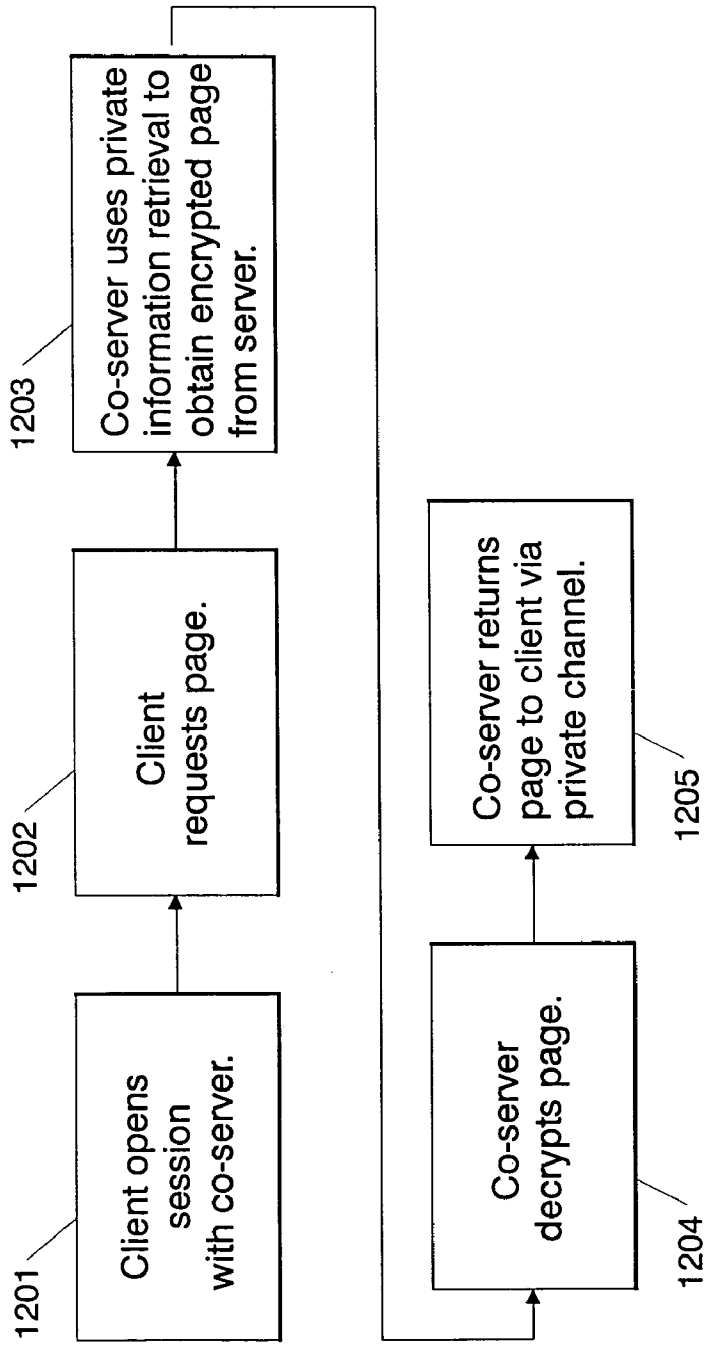 1201
Client opens
session
with co-server.
1202
Client
requests page.
1203
Co-server uses private
information retrieval to
obtain encrypted page
from server.
1204
Co-server
decrypts page.
1205
Co-server returns
page to client via
private channel.